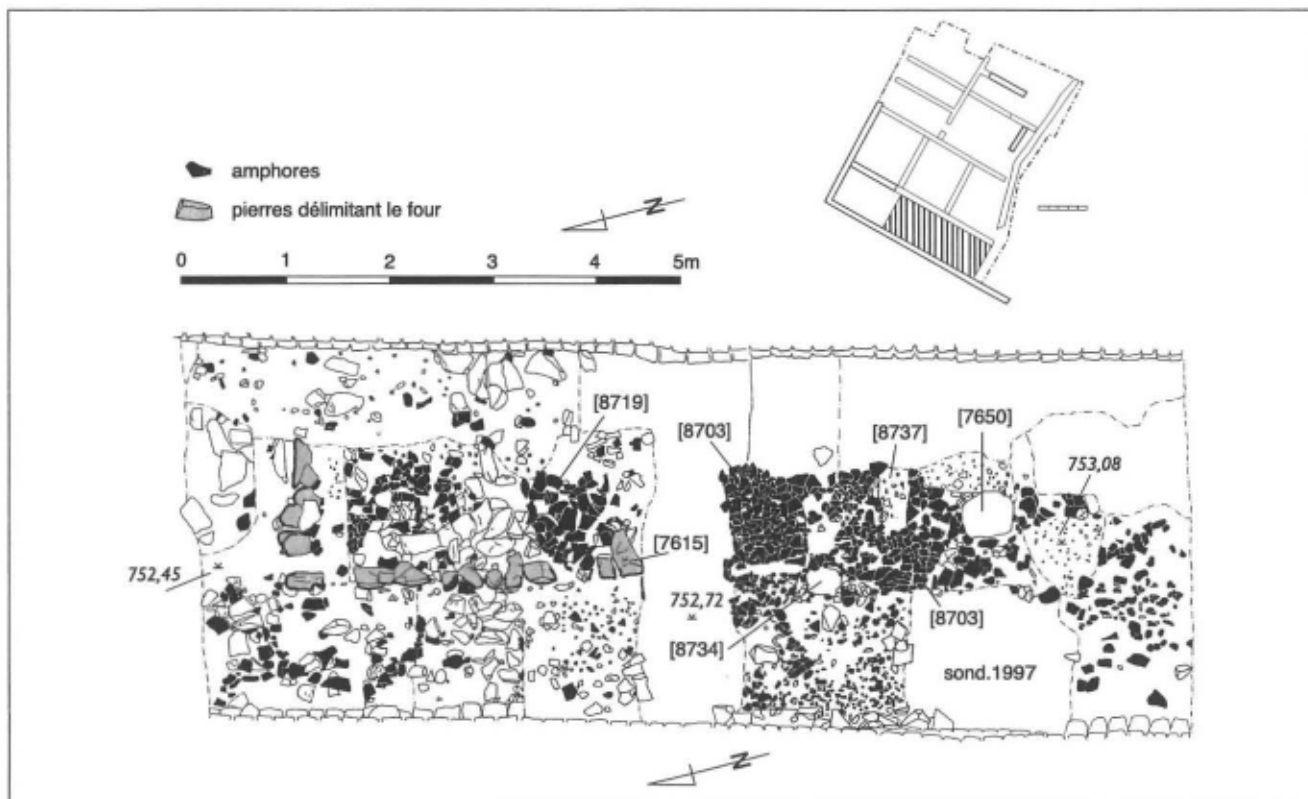 amphores
pierres délimitant le four
N
0 1 2 3 4 5m
[8719]
[8703]
[8737]
[7650]
753,08
752,45
[7615]
752,72
[8734]
[8703]
sond.1997
N